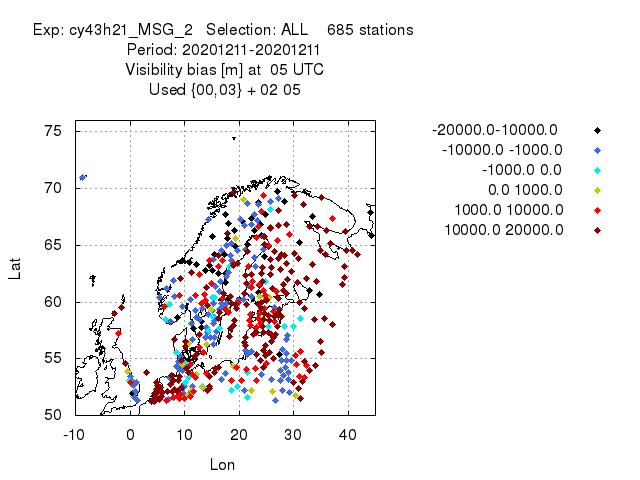 Exp: cy43h21_MSG_2 Selection: ALL 685 stations
Period: 20201211-20201211
Visibility bias [m] at 05 UTC
Used {00,03} + 02 05
-20000.0-10000.0
-10000.0 -1000.0
-1000.0 0.0
0.0 1000.0
1000.0 10000.0
10000.0 20000.0
75
70
65
60
55
50
Lat
-10 0 10 20 30 40
Lon